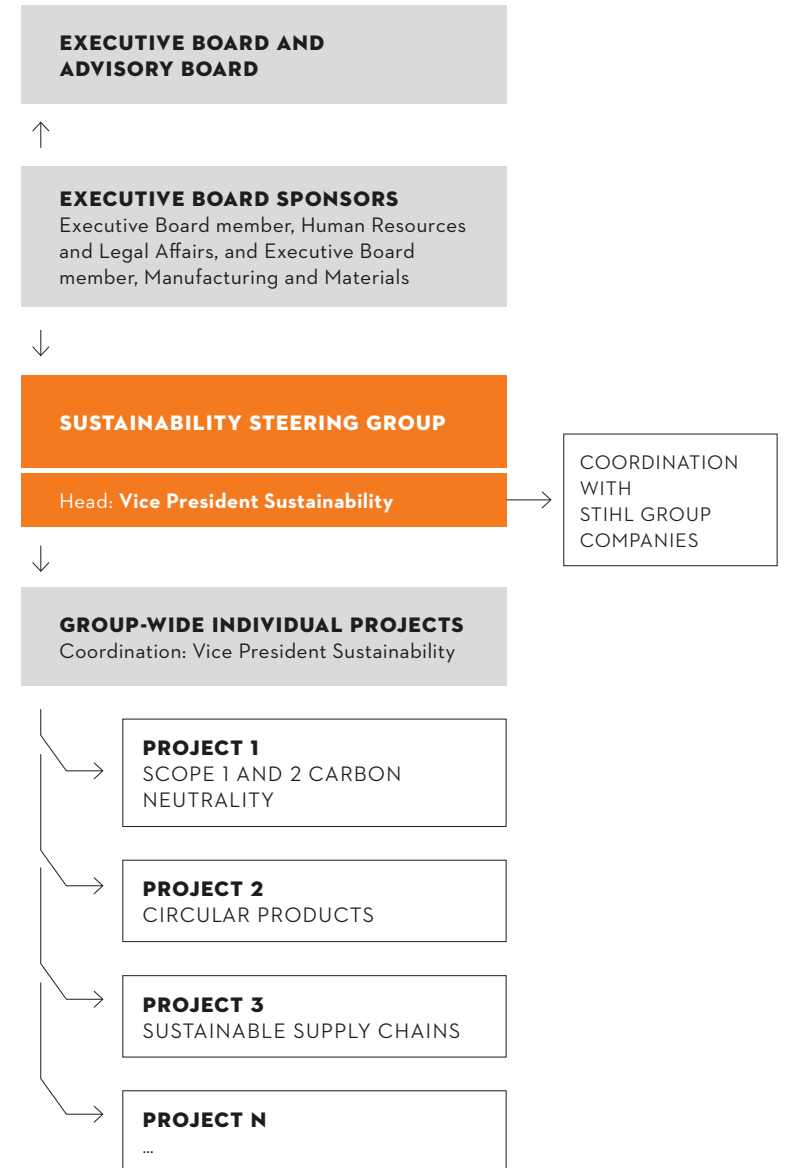 EXECUTIVE BOARD AND
ADVISORY BOARD
EXECUTIVE BOARD SPONSORS
Executive Board member, Human Resources
and Legal Affairs, and Executive Board
member, Manufacturing and Materials
SUSTAINABILITY STEERING GROUP
Head: Vice President Sustainability
COORDINATION
WITH
STIHL GROUP
COMPANIES
GROUP-WIDE INDIVIDUAL PROJECTS
Coordination: Vice President Sustainability
PROJECT 1
SCOPE 1 AND 2 CARBON
NEUTRALITY
PROJECT 2
CIRCULAR PRODUCTS
PROJECT 3
SUSTAINABLE SUPPLY CHAINS
PROJECT N
...